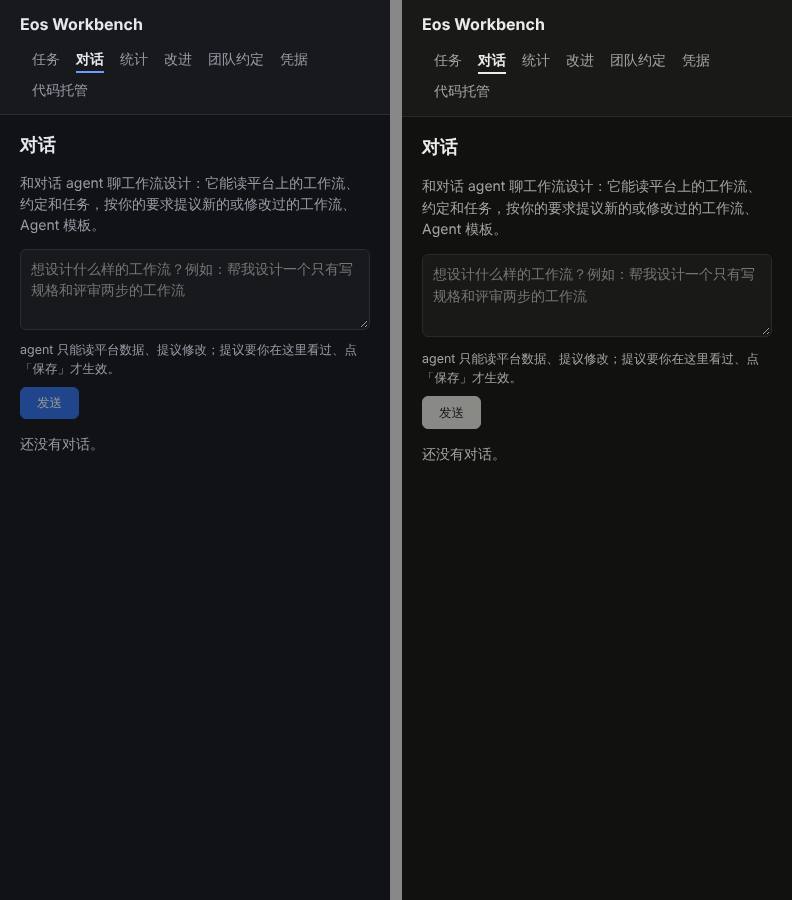 Eos Workbench
任务 对话 统计 改进 团队约定 凭据
代码托管
对话
和对话 agent 聊工作流设计：它能读平台上的工作流、
约定和任务，按你的要求提议新的或修改过的工作流、
Agent 模板。
想设计什么样的工作流？例如：帮我设计一个只有写
规格和评审两步的工作流
agent 只能读平台数据、提议修改；提议要你在这里看过、点
「保存」才生效。
发送
还没有对话。
Eos Workbench
任务 对话 统计 改进 团队约定 凭据
代码托管
对话
和对话 agent 聊工作流设计：它能读平台上的工作流、
约定和任务，按你的要求提议新的或修改过的工作流、
Agent 模板。
想设计什么样的工作流？例如：帮我设计一个只有写
规格和评审两步的工作流
agent 只能读平台数据、提议修改；提议要你在这里看过、点
「保存」才生效。
发送
还没有对话。